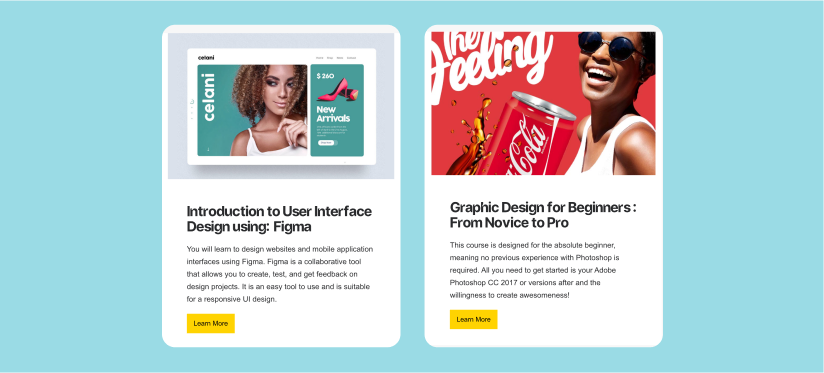 celani
celani
$ 260
New
Arrivals
The
Feeling
Coca-Cola
Introduction to User Interface
Design using: Figma
You will learn to design websites and mobile application
interfaces using Figma. Figma is a collaborative tool
that allows you to create, test, and get feedback on
design projects. It is an easy tool to use and is suitable
for a responsive UI design.
Learn More
Graphic Design for Beginners :
From Novice to Pro
This course is designed for the absolute beginner,
meaning no previous experience with Photoshop is
required. All you need to get started is your Adobe
Photoshop CC 2017 or versions after and the
willingness to create awesomeness!
Learn More